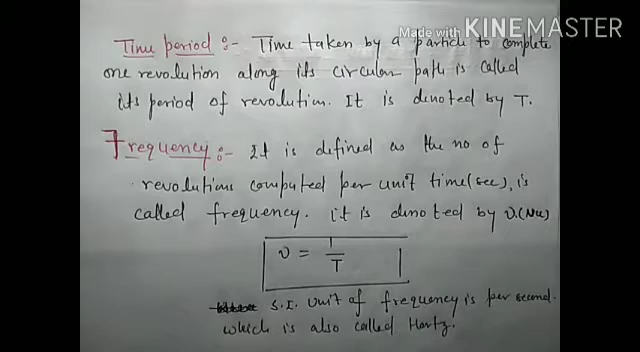 Made with KINEMASTER
Time period :- Time taken by a particle to complete
one revolution along its circular path is called
its period of revolution. It is denoted by T.
Frequency :- It is defined as the no of
revolutions computed per unit time (sec), is
called frequency. it is denoted by ν. (Nu)
ν = 1/T
S.I. Unit of frequency is per second.
which is also called Hartz.